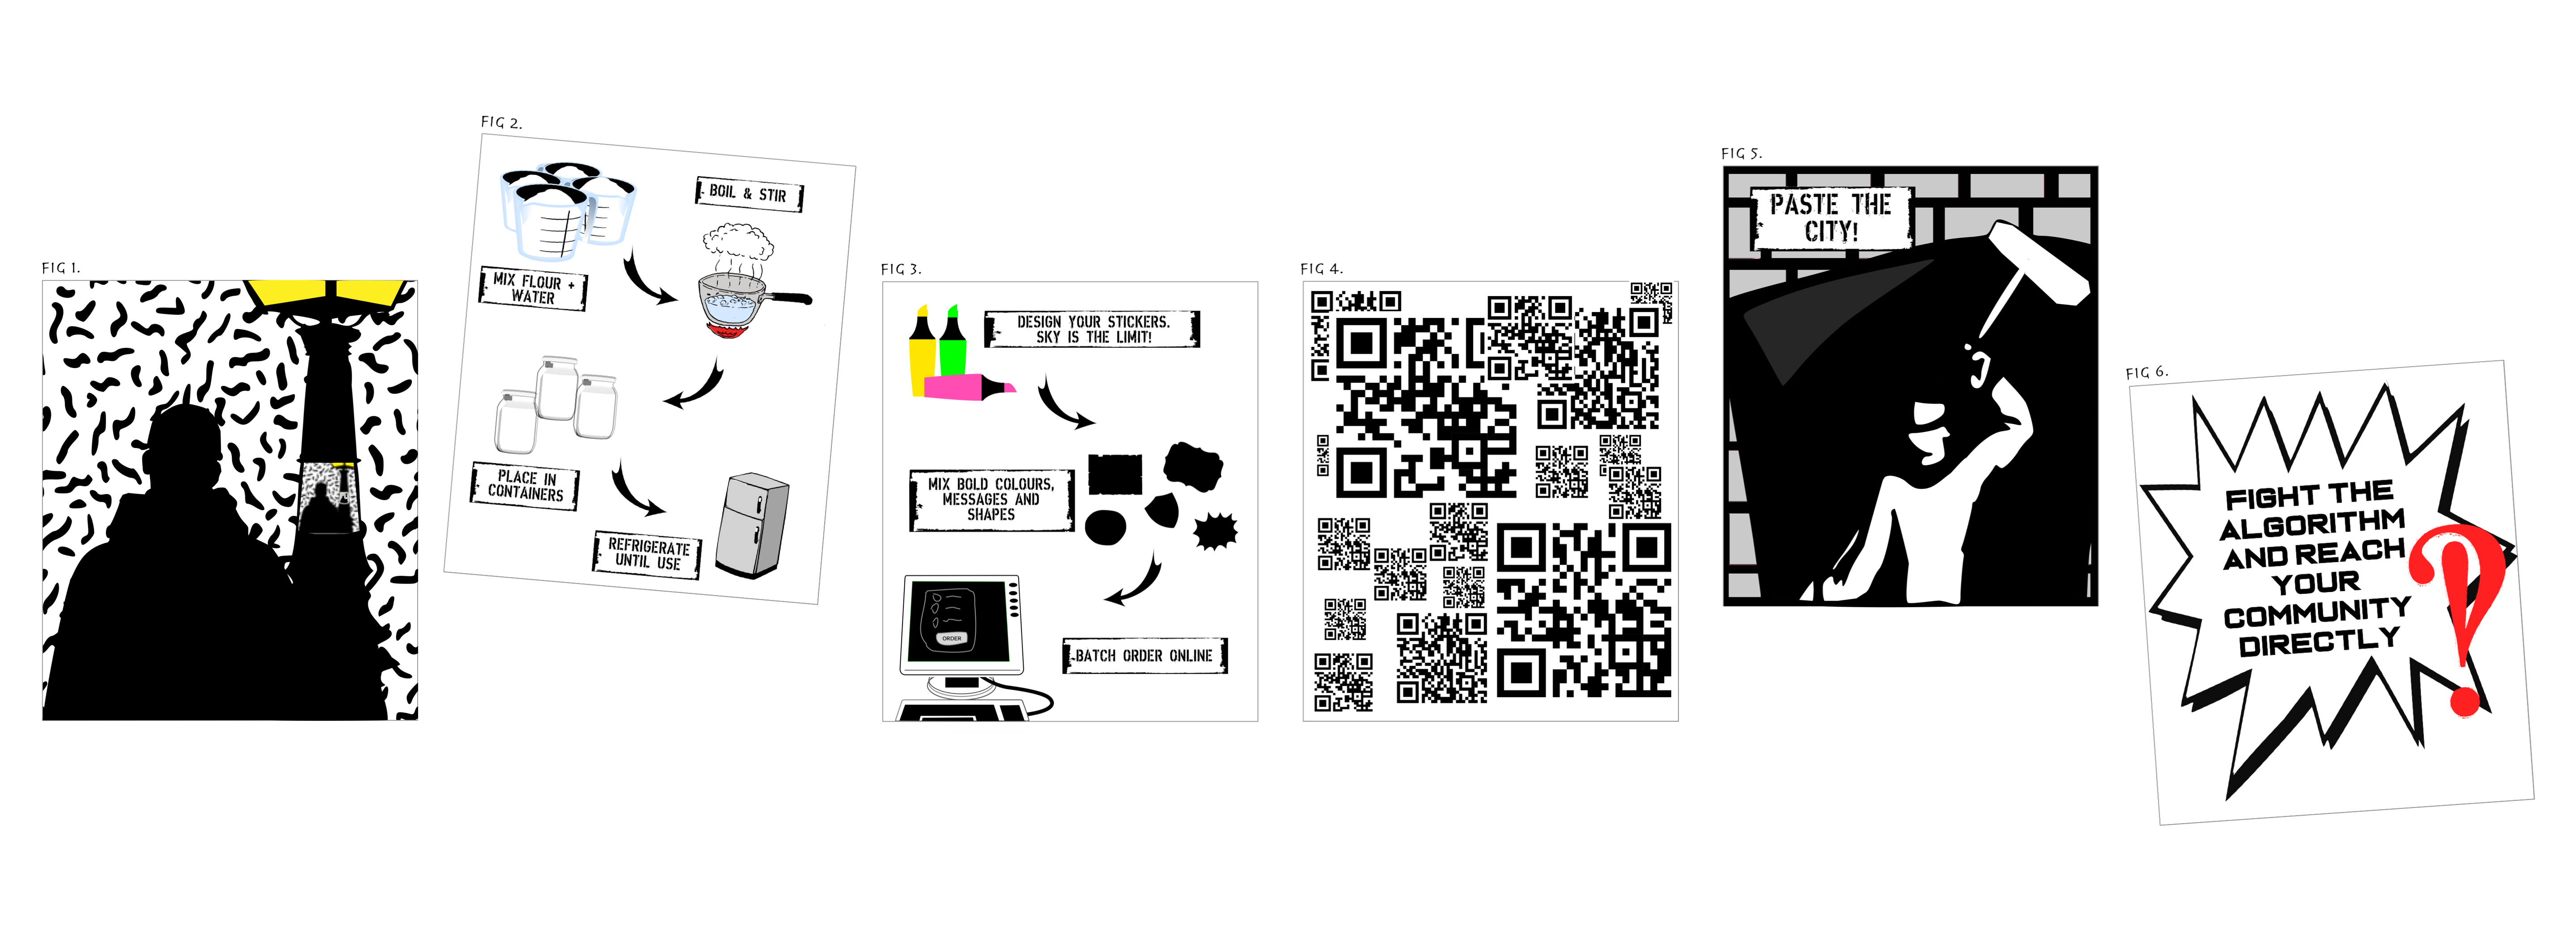 FIG 1.
FIG 2.
BOIL & STIR
MIX FLOUR +
WATER
PLACE IN
CONTAINERS
REFRIGERATE
UNTIL USE
FIG 3.
DESIGN YOUR STICKERS.
SKY IS THE LIMIT!
MIX BOLD COLOURS,
MESSAGES AND
SHAPES
ORDER
BATCH ORDER ONLINE
FIG 4.
FIG 5.
PASTE THE
CITY!
FIG 6.
FIGHT THE
ALGORITHM
AND REACH
YOUR
COMMUNITY
DIRECTLY